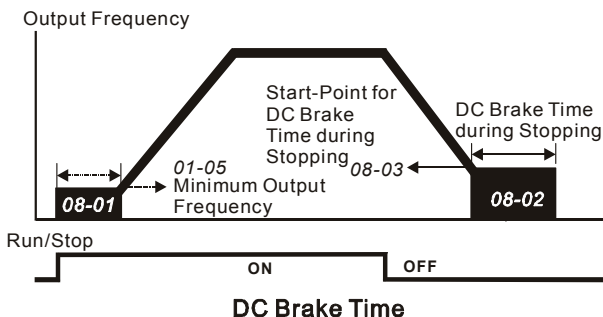 Output Frequency
Start-Point for
DC Brake
Time during
Stopping
08-03
DC Brake Time
during Stopping
01-05
Minimum Output
Frequency
08-01
08-02
Run/Stop
ON
OFF
DC Brake Time